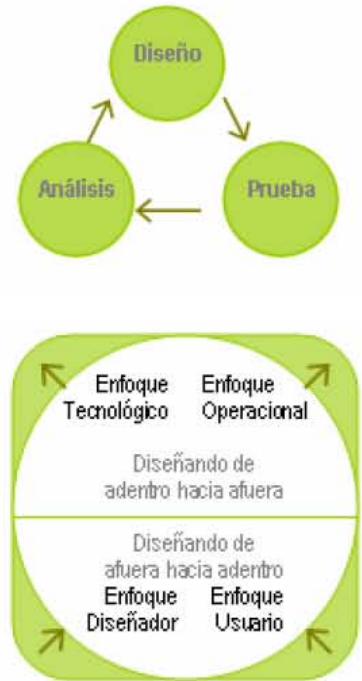 Diseño
Análisis
Prueba
Enfoque Tecnológico
Enfoque Operacional
Diseñando de
adentro hacia afuera
Diseñando de
afuera hacia adentro
Enfoque Diseñador
Enfoque Usuario